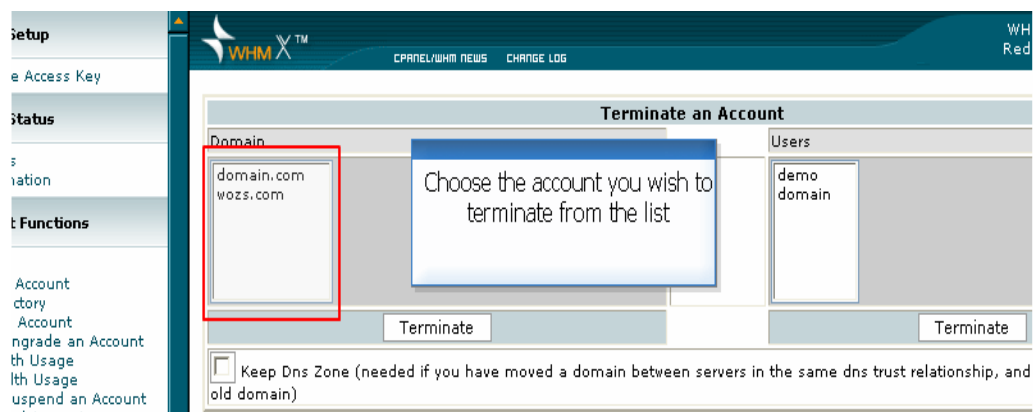 Setup
e Access Key
Status
s
nation
t Functions
Account
ctory
Account
ngrade an Account
th Usage
lth Usage
uspend an Account
WHM X™
CPANEL/WHM NEWS CHANGE LOG
WH
Red
Terminate an Account
Domain
domain.com
wozs.com
Choose the account you wish to
terminate from the list
Users
demo
domain
Terminate
Terminate
Keep Dns Zone (needed if you have moved a domain between servers in the same dns trust relationship, and
old domain)